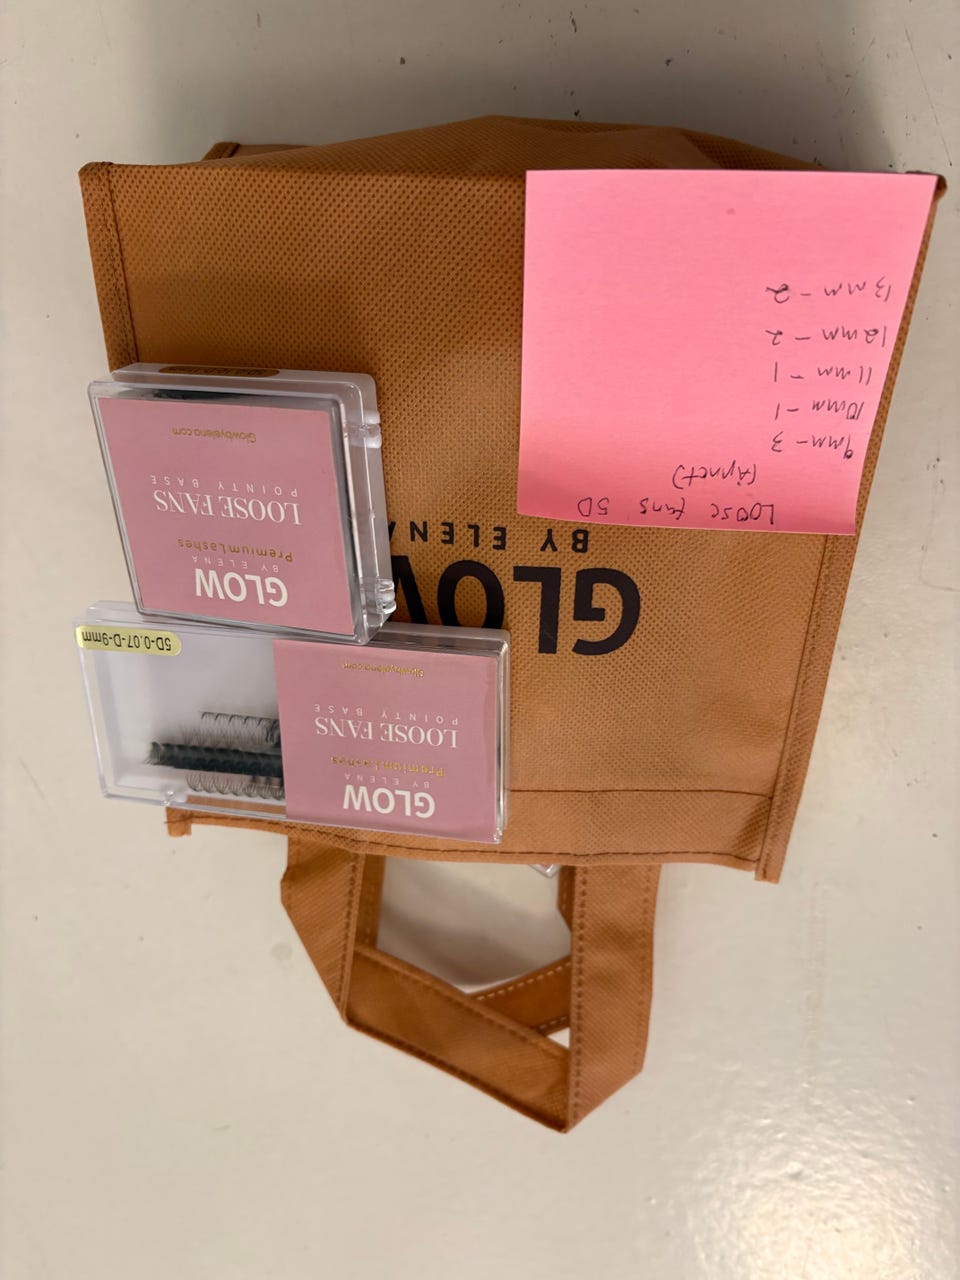 GLOW
BY ELENA
Loose fans 5D
(Åpnet)
9mm - 3
10mm - 1
11mm - 1
12mm - 2
13mm - 2
GLOW
BY ELENA
PremiumLashes
LOOSE FANS
POINTY BASE
Glowbyelena.com
5D-0.07-D-9mm
GLOW
BY ELENA
PremiumLashes
LOOSE FANS
POINTY BASE
Glowbyelena.com